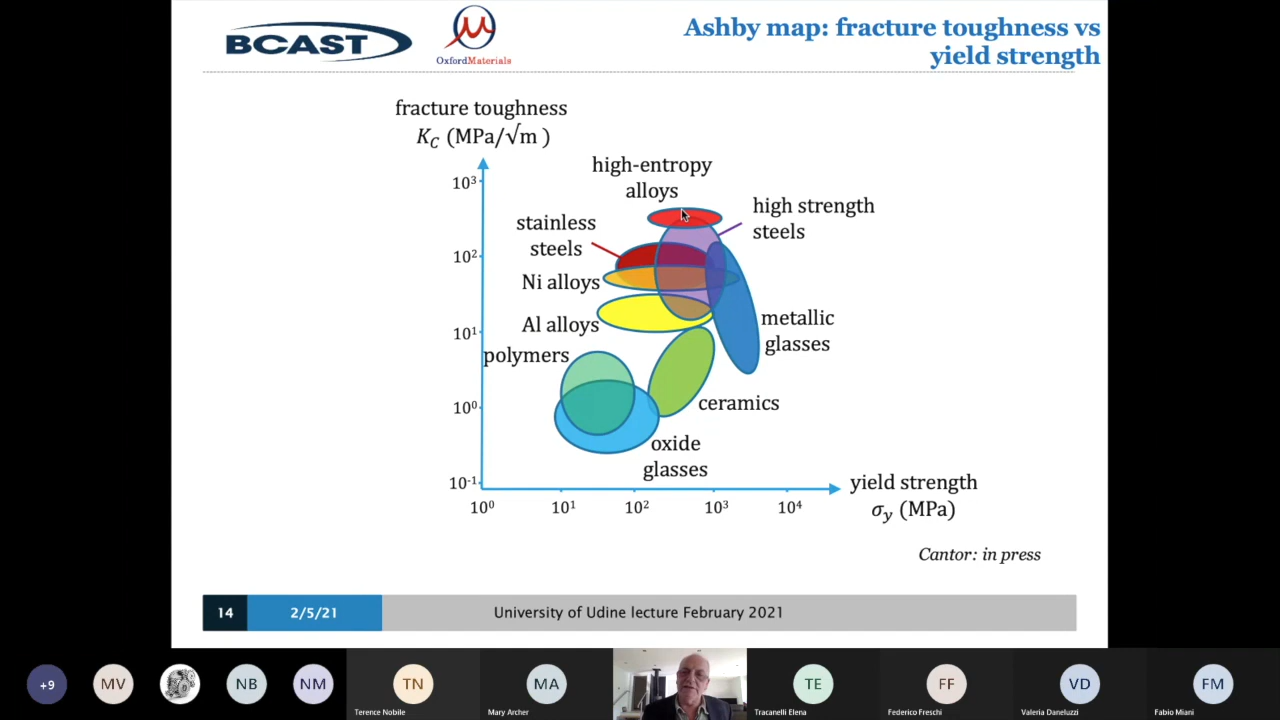 BCAST
OxfordMaterials
Ashby map: fracture toughness vs
yield strength
fracture toughness
K_C (MPa/√m )
10³
10²
10¹
10⁰
10⁻¹
high-entropy
alloys
stainless
steels
high strength
steels
Ni alloys
Al alloys
metallic
glasses
polymers
ceramics
oxide
glasses
10⁰
10¹
10²
10³
10⁴
yield strength
σ_y (MPa)
Cantor: in press
14
2/5/21
University of Udine lecture February 2021
+9
MV
NB
NM
TN
Terence Nobile
MA
Mary Archer
TE
Tracanelli Elena
FF
Federico Freschi
VD
Valeria Daneluzzi
FM
Fabio Miani